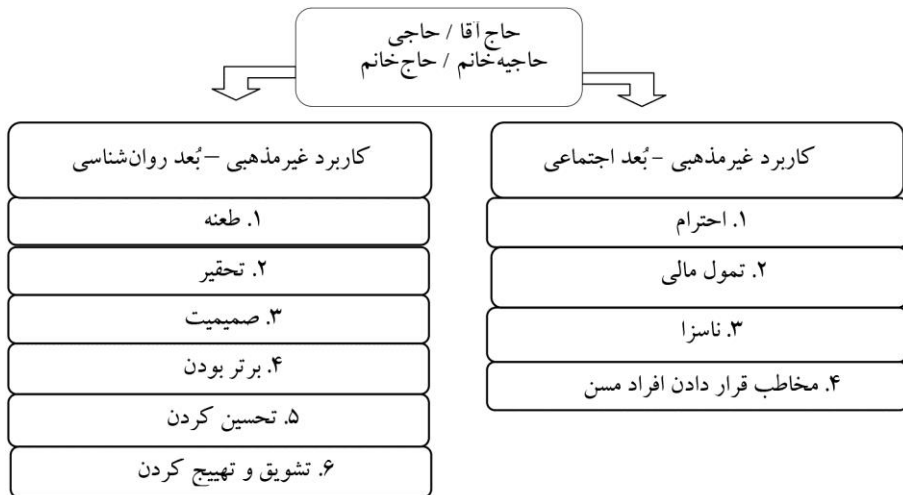 حاج آقا / حاجی
حاجیه‌خانم / حاج‌خانم
کاربرد غیرمذهبی - بُعد اجتماعی
۱. احترام
۲. تمول مالی
۳. ناسزا
۴. مخاطب قرار دادن افراد مسن
کاربرد غیرمذهبی – بُعد روان‌شناسی
۱. طعنه
۲. تحقیر
۳. صمیمیت
۴. برتر بودن
۵. تحسین کردن
۶. تشویق و تهییج کردن